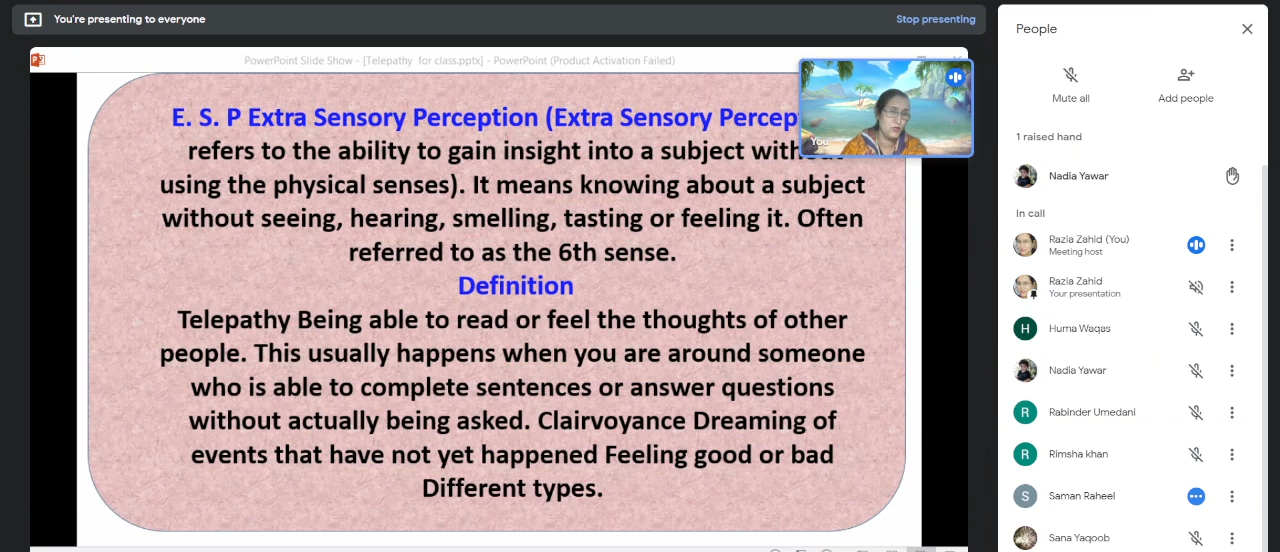 You're presenting to everyone
Stop presenting
PowerPoint Slide Show - [Telepathy for class.pptx] - PowerPoint (Product Activation Failed)
You
E. S. P Extra Sensory Perception (Extra Sensory
refers to the ability to gain insight into a subject
using the physical senses). It means knowing about a subject
without seeing, hearing, smelling, tasting or feeling it. Often
referred to as the 6th sense.
Definition
Telepathy Being able to read or feel the thoughts of other
people. This usually happens when you are around someone
who is able to complete sentences or answer questions
without actually being asked. Clairvoyance Dreaming of
events that have not yet happened Feeling good or bad
Different types.
People
Mute all
Add people
1 raised hand
Nadia Yawar
In call
Razia Zahid (You)
Meeting host
Razia Zahid
Your presentation
H Huma Waqas
Nadia Yawar
R Rabinder Umedani
R Rimsha khan
S Saman Raheel
Sana Yaqoob